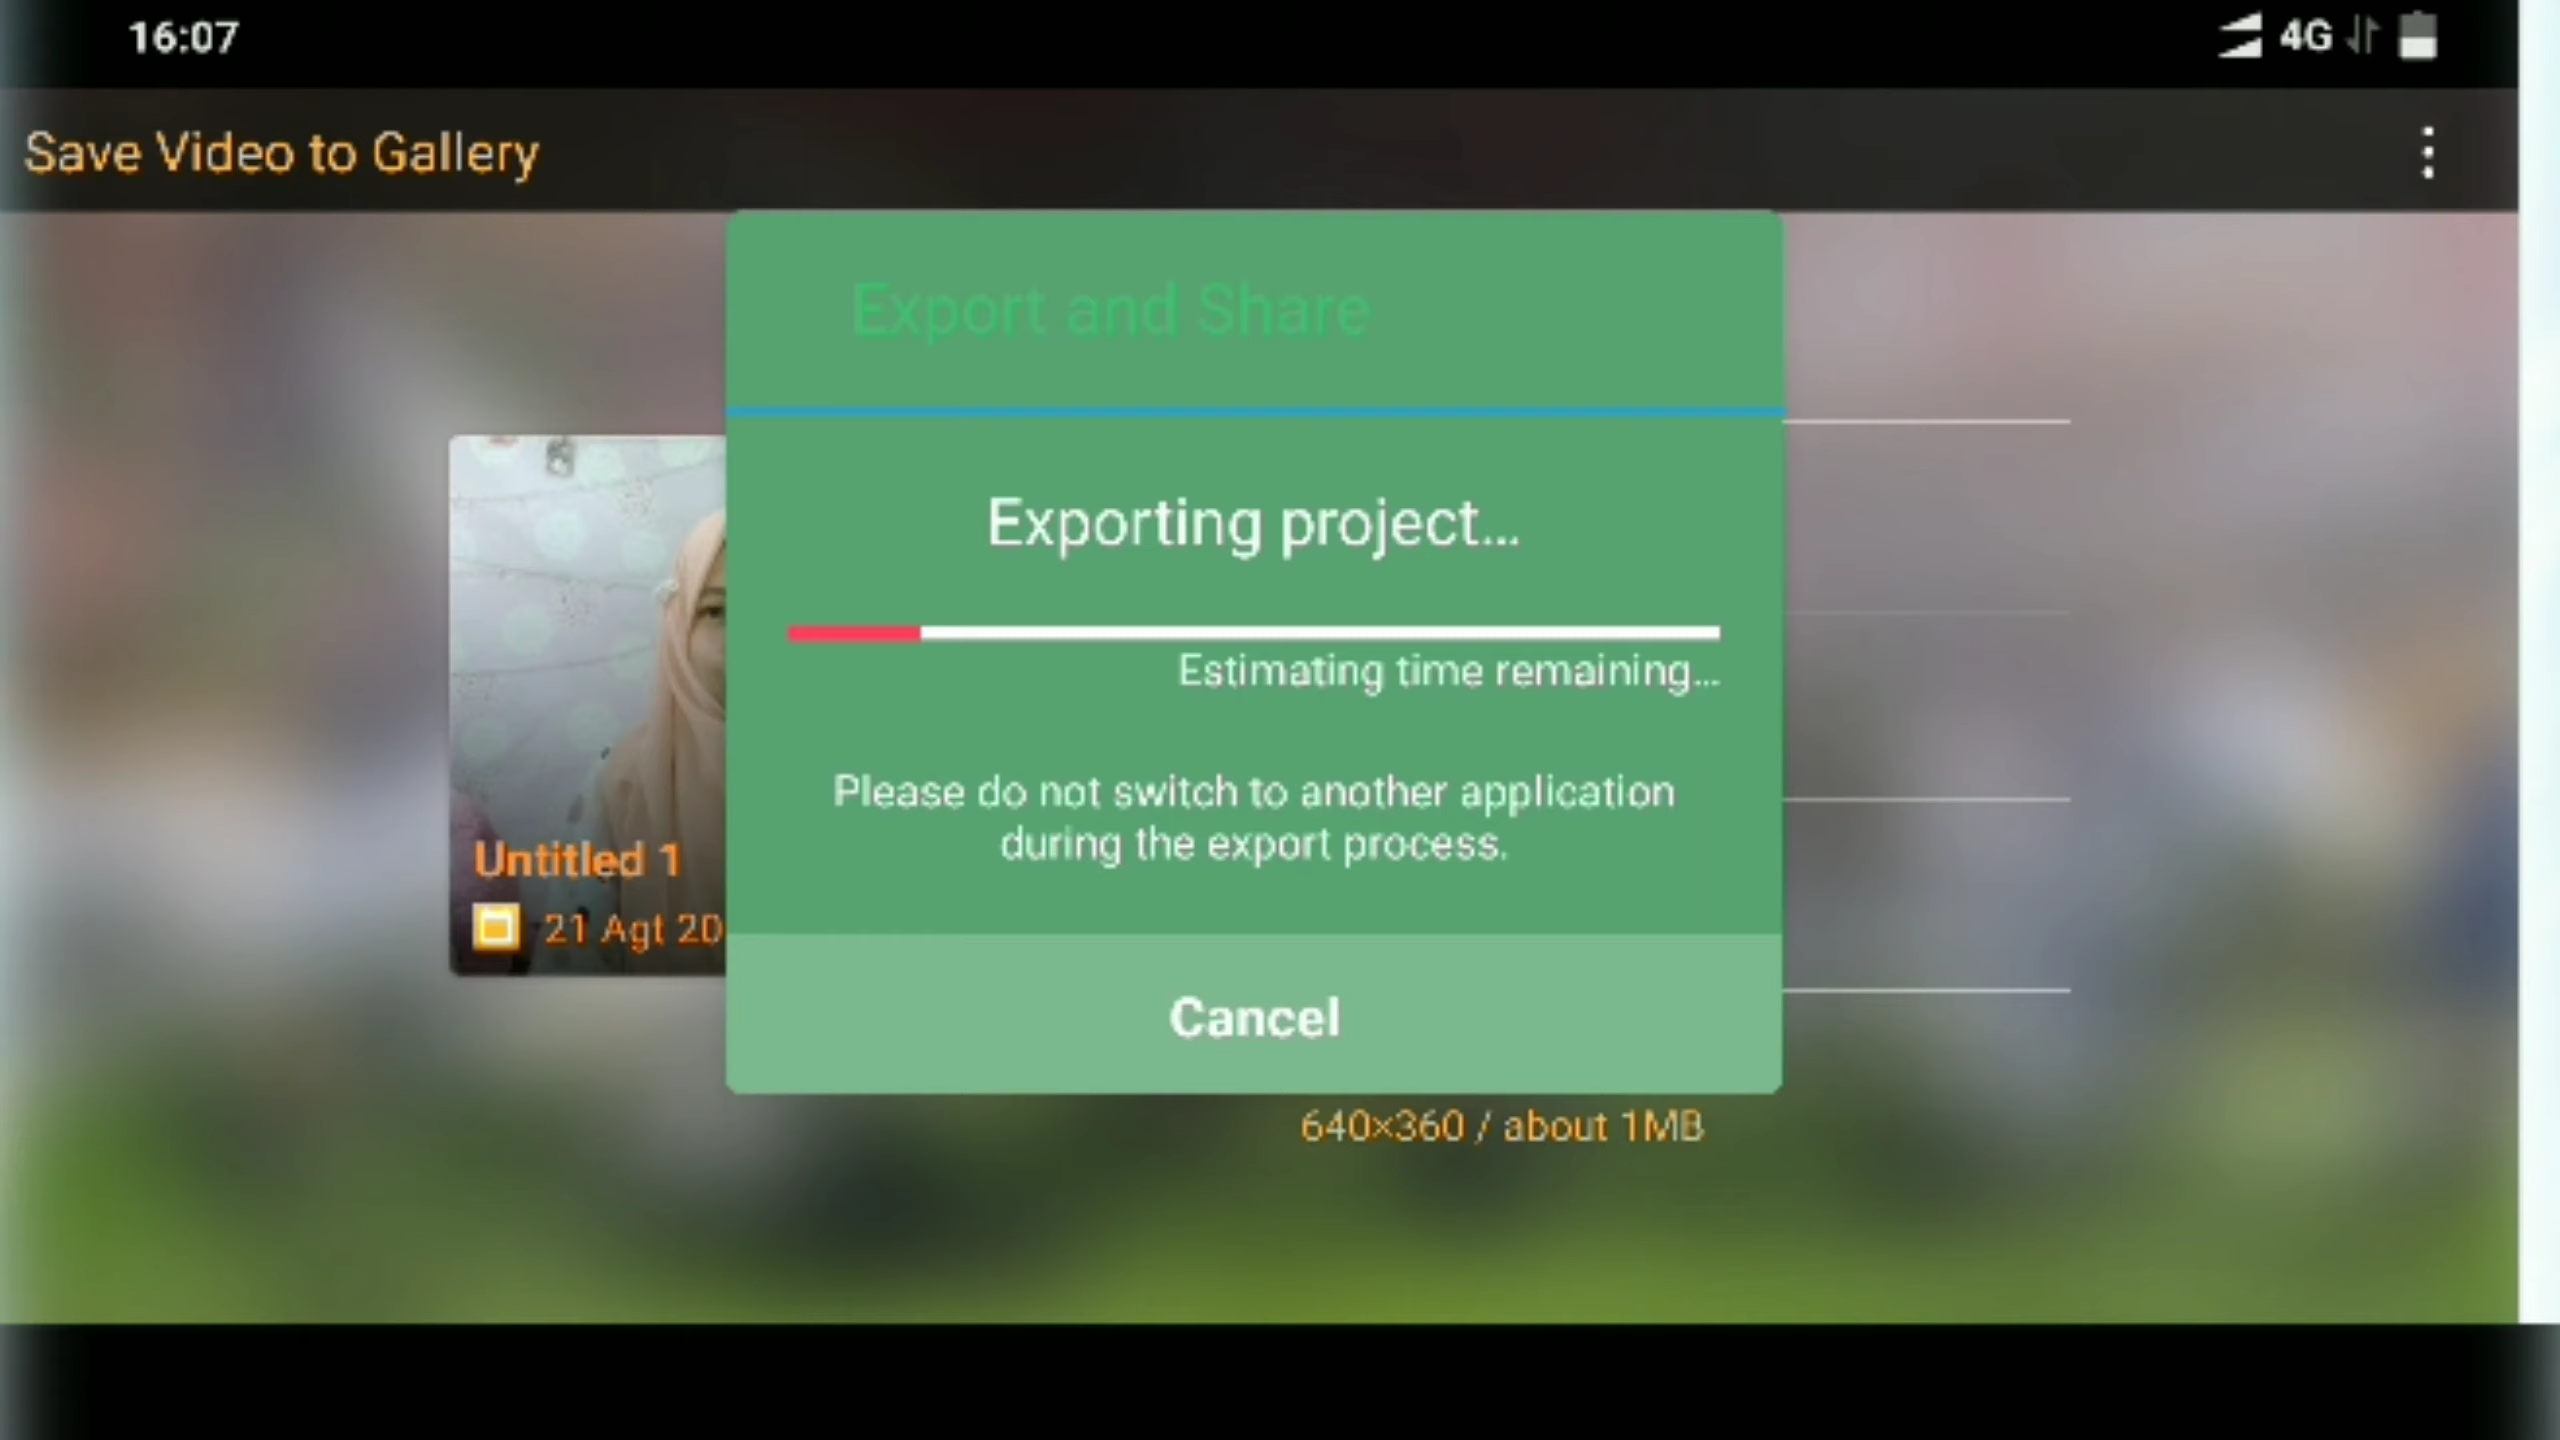 16:07
4G
Save Video to Gallery
Export and Share
Exporting project...
Estimating time remaining...
Please do not switch to another application
during the export process.
Untitled 1
21 Agt 20
Cancel
640×360 / about 1MB